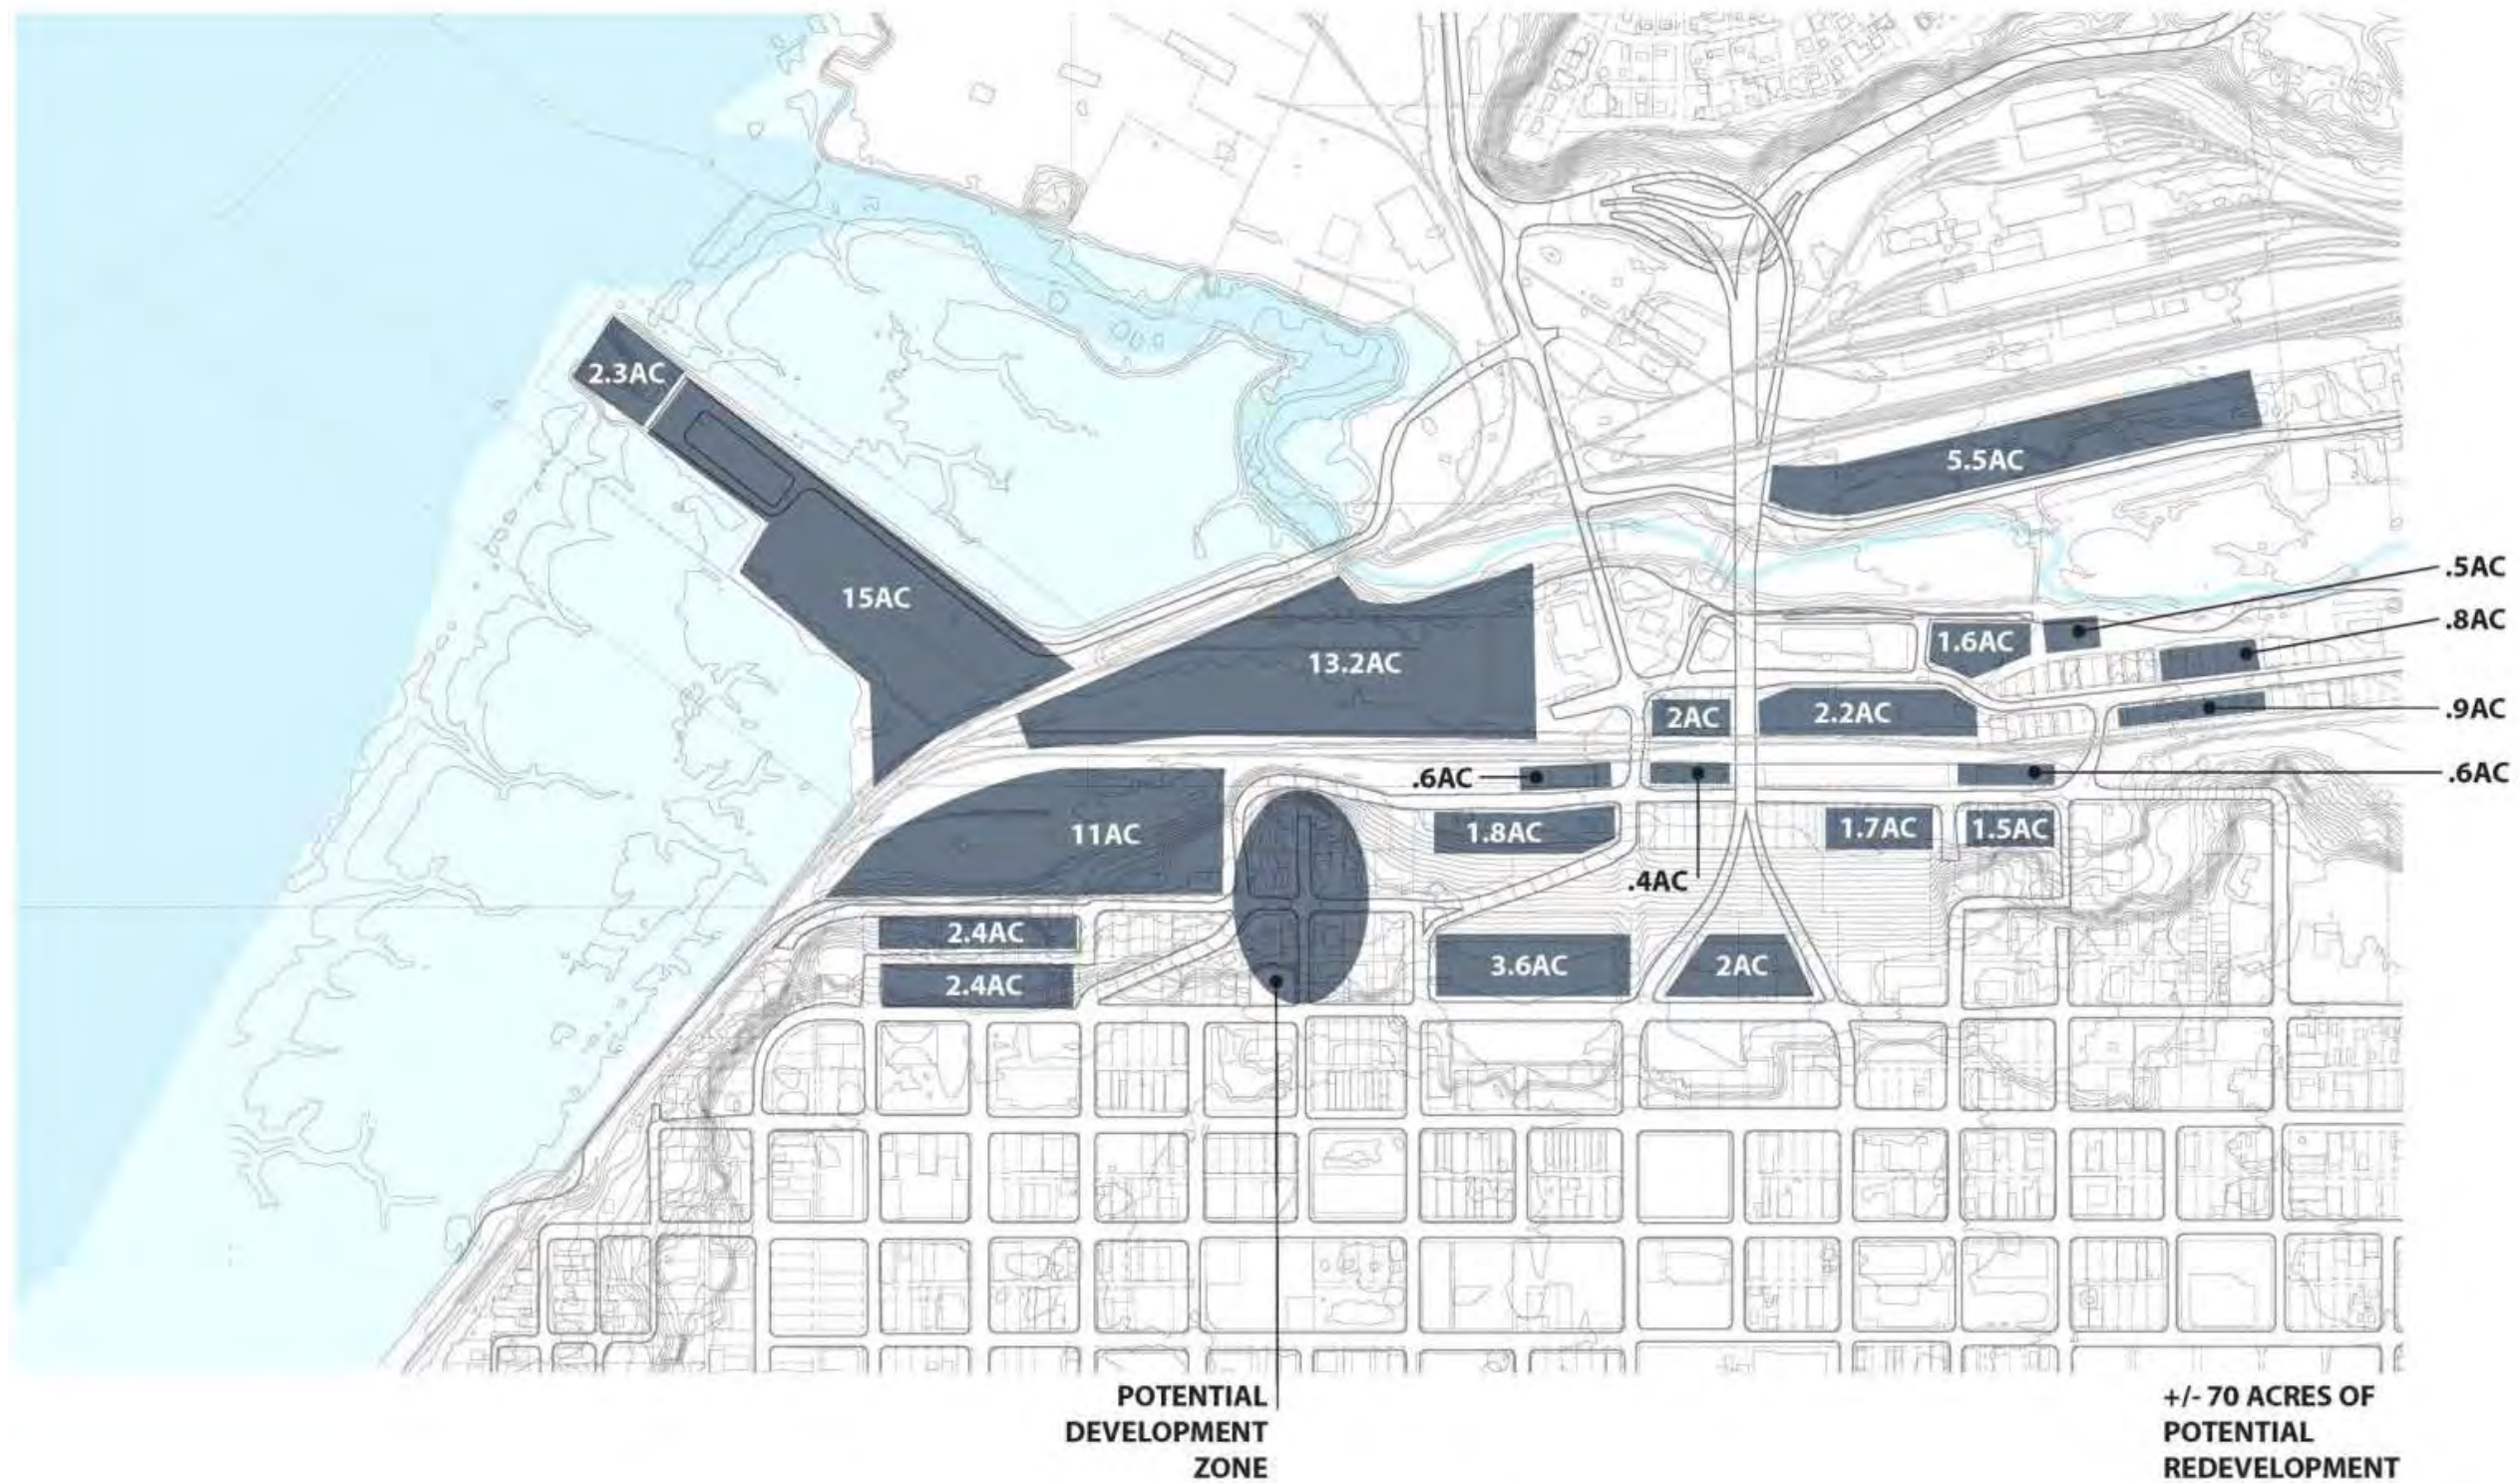 2.3AC
5.5AC
.5AC
15AC
.8AC
1.6AC
13.2AC
2AC
2.2AC
.9AC
.6AC
.6AC
11AC
1.8AC
1.7AC
1.5AC
.4AC
2.4AC
3.6AC
2AC
2.4AC
POTENTIAL
DEVELOPMENT
ZONE
+/- 70 ACRES OF
POTENTIAL
REDEVELOPMENT